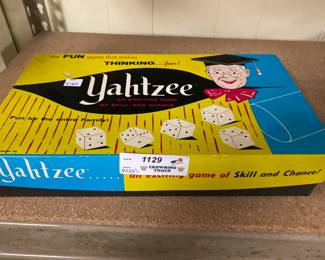 the FUN game that makes
THINKING...fun!
Yahtzee
AN EXCITING GAME
OF SKILL AND CHANCE
Fun for the entire Family!
1129
CROWNING
TOUCH
Yahtzee...... an exciting game of Skill and Chance!